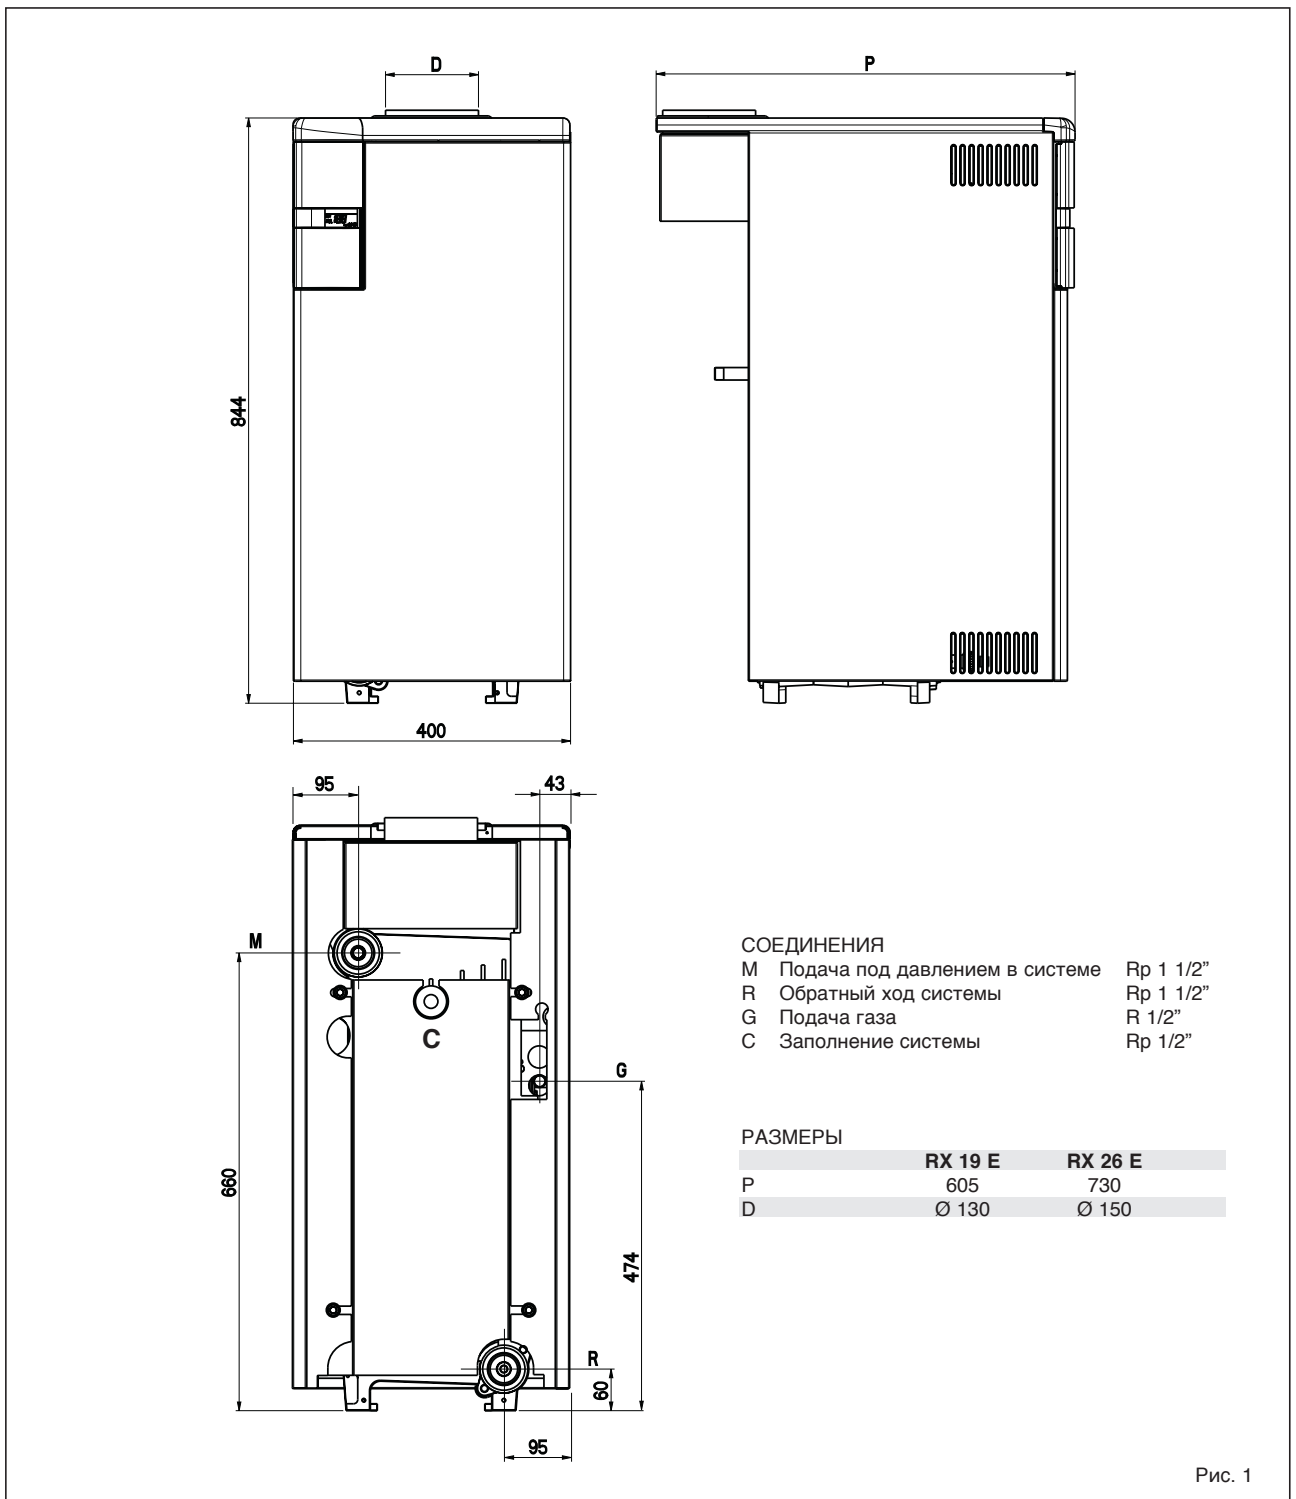 D
P
844
400
95
43
M
C
G
660
474
R
60
95
СОЕДИНЕНИЯ
M Подача под давлением в системе Rp 1 1/2”
R Обратный ход системы Rp 1 1/2”
G Подача газа R 1/2”
C Заполнение системы Rp 1/2”
РАЗМЕРЫ
RX 19 E RX 26 E
P 605 730
D Ø 130 Ø 150
Рис. 1